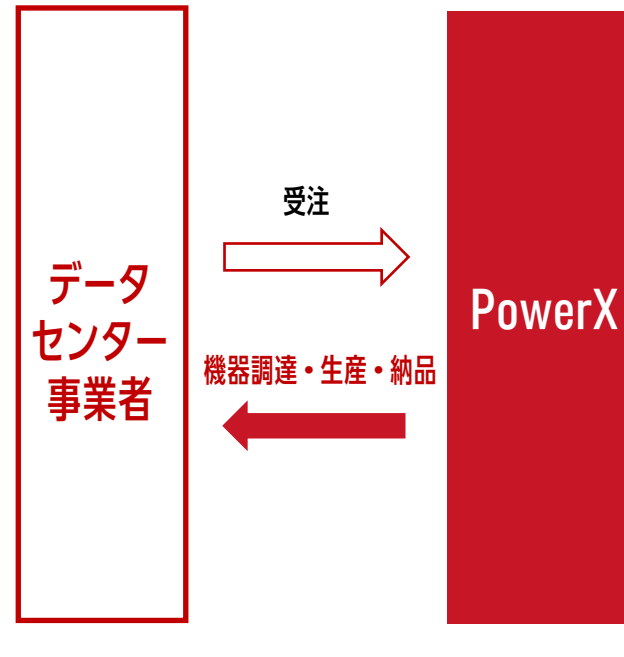 データ
センター
事業者
受注
機器調達・生産・納品
PowerX